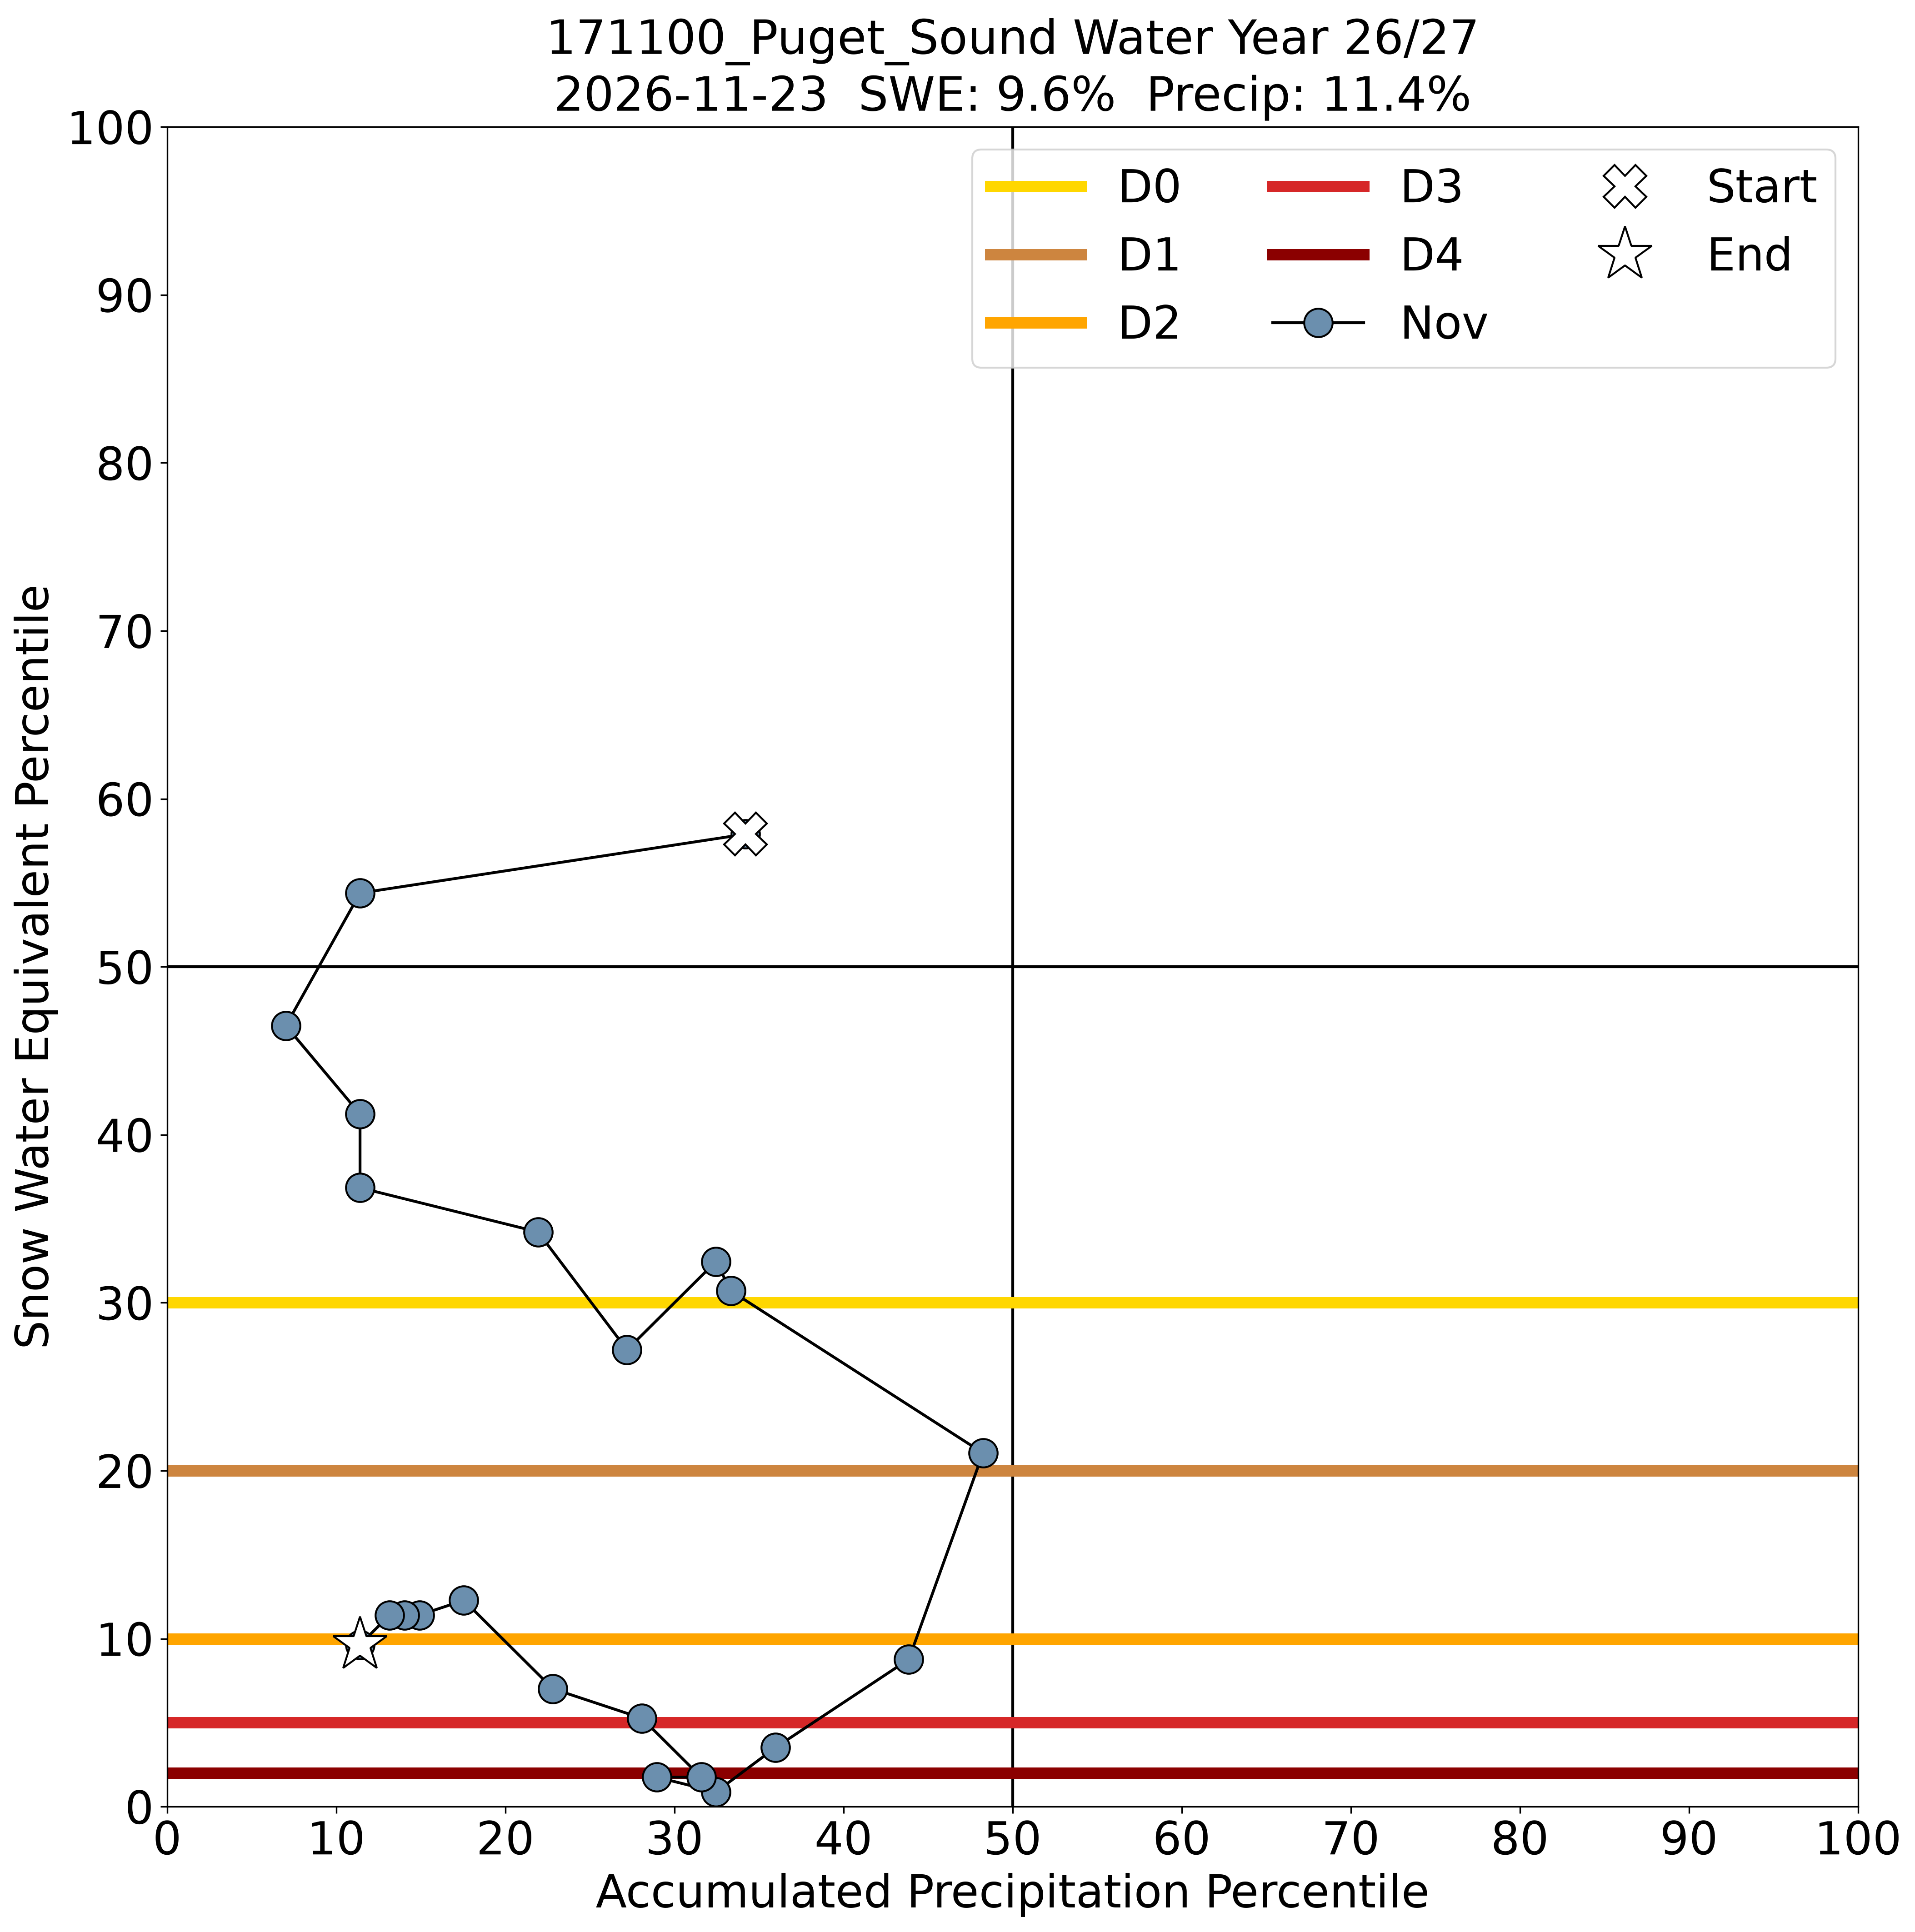 171100_Puget_Sound Water Year 26/27
2026-11-23 SWE: 9.6% Precip: 11.4%
D0
D1
D2
D3
D4
Nov
Start
End
Snow Water Equivalent Percentile
100
90
80
70
60
50
40
30
20
10
0
0 10 20 30 40 50 60 70 80 90 100
Accumulated Precipitation Percentile